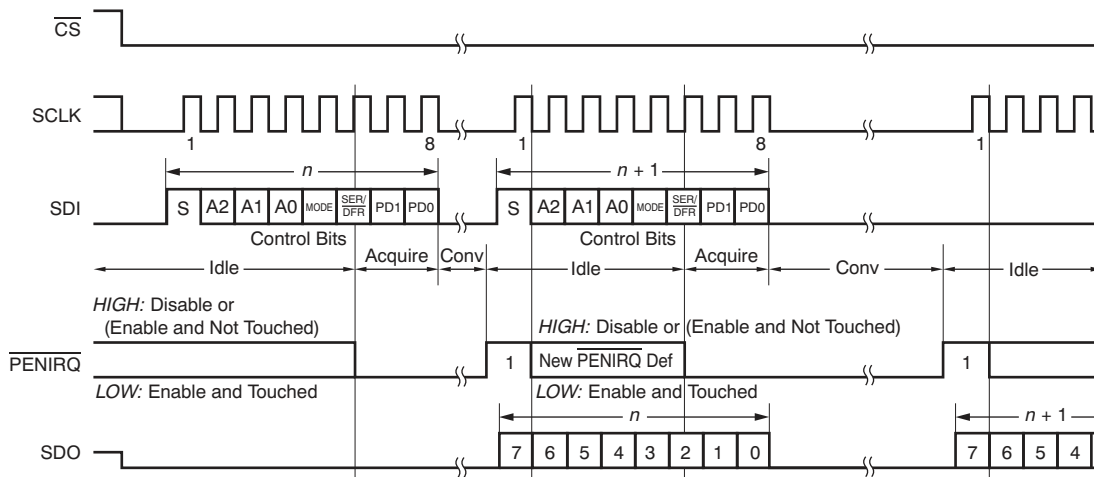 CS
SCLK
1 8 1 8 1
n n + 1
SDI S A2 A1 A0 MODE SER/DFR PD1 PD0 S A2 A1 A0 MODE SER/DFR PD1 PD0
Control Bits Control Bits
Idle Acquire Conv Idle Acquire Conv Idle
HIGH: Disable or
(Enable and Not Touched) HIGH: Disable or (Enable and Not Touched)
PENIRQ 1 New PENIRQ Def 1
LOW: Enable and Touched LOW: Enable and Touched
n n + 1
SDO 7 6 5 4 3 2 1 0 7 6 5 4